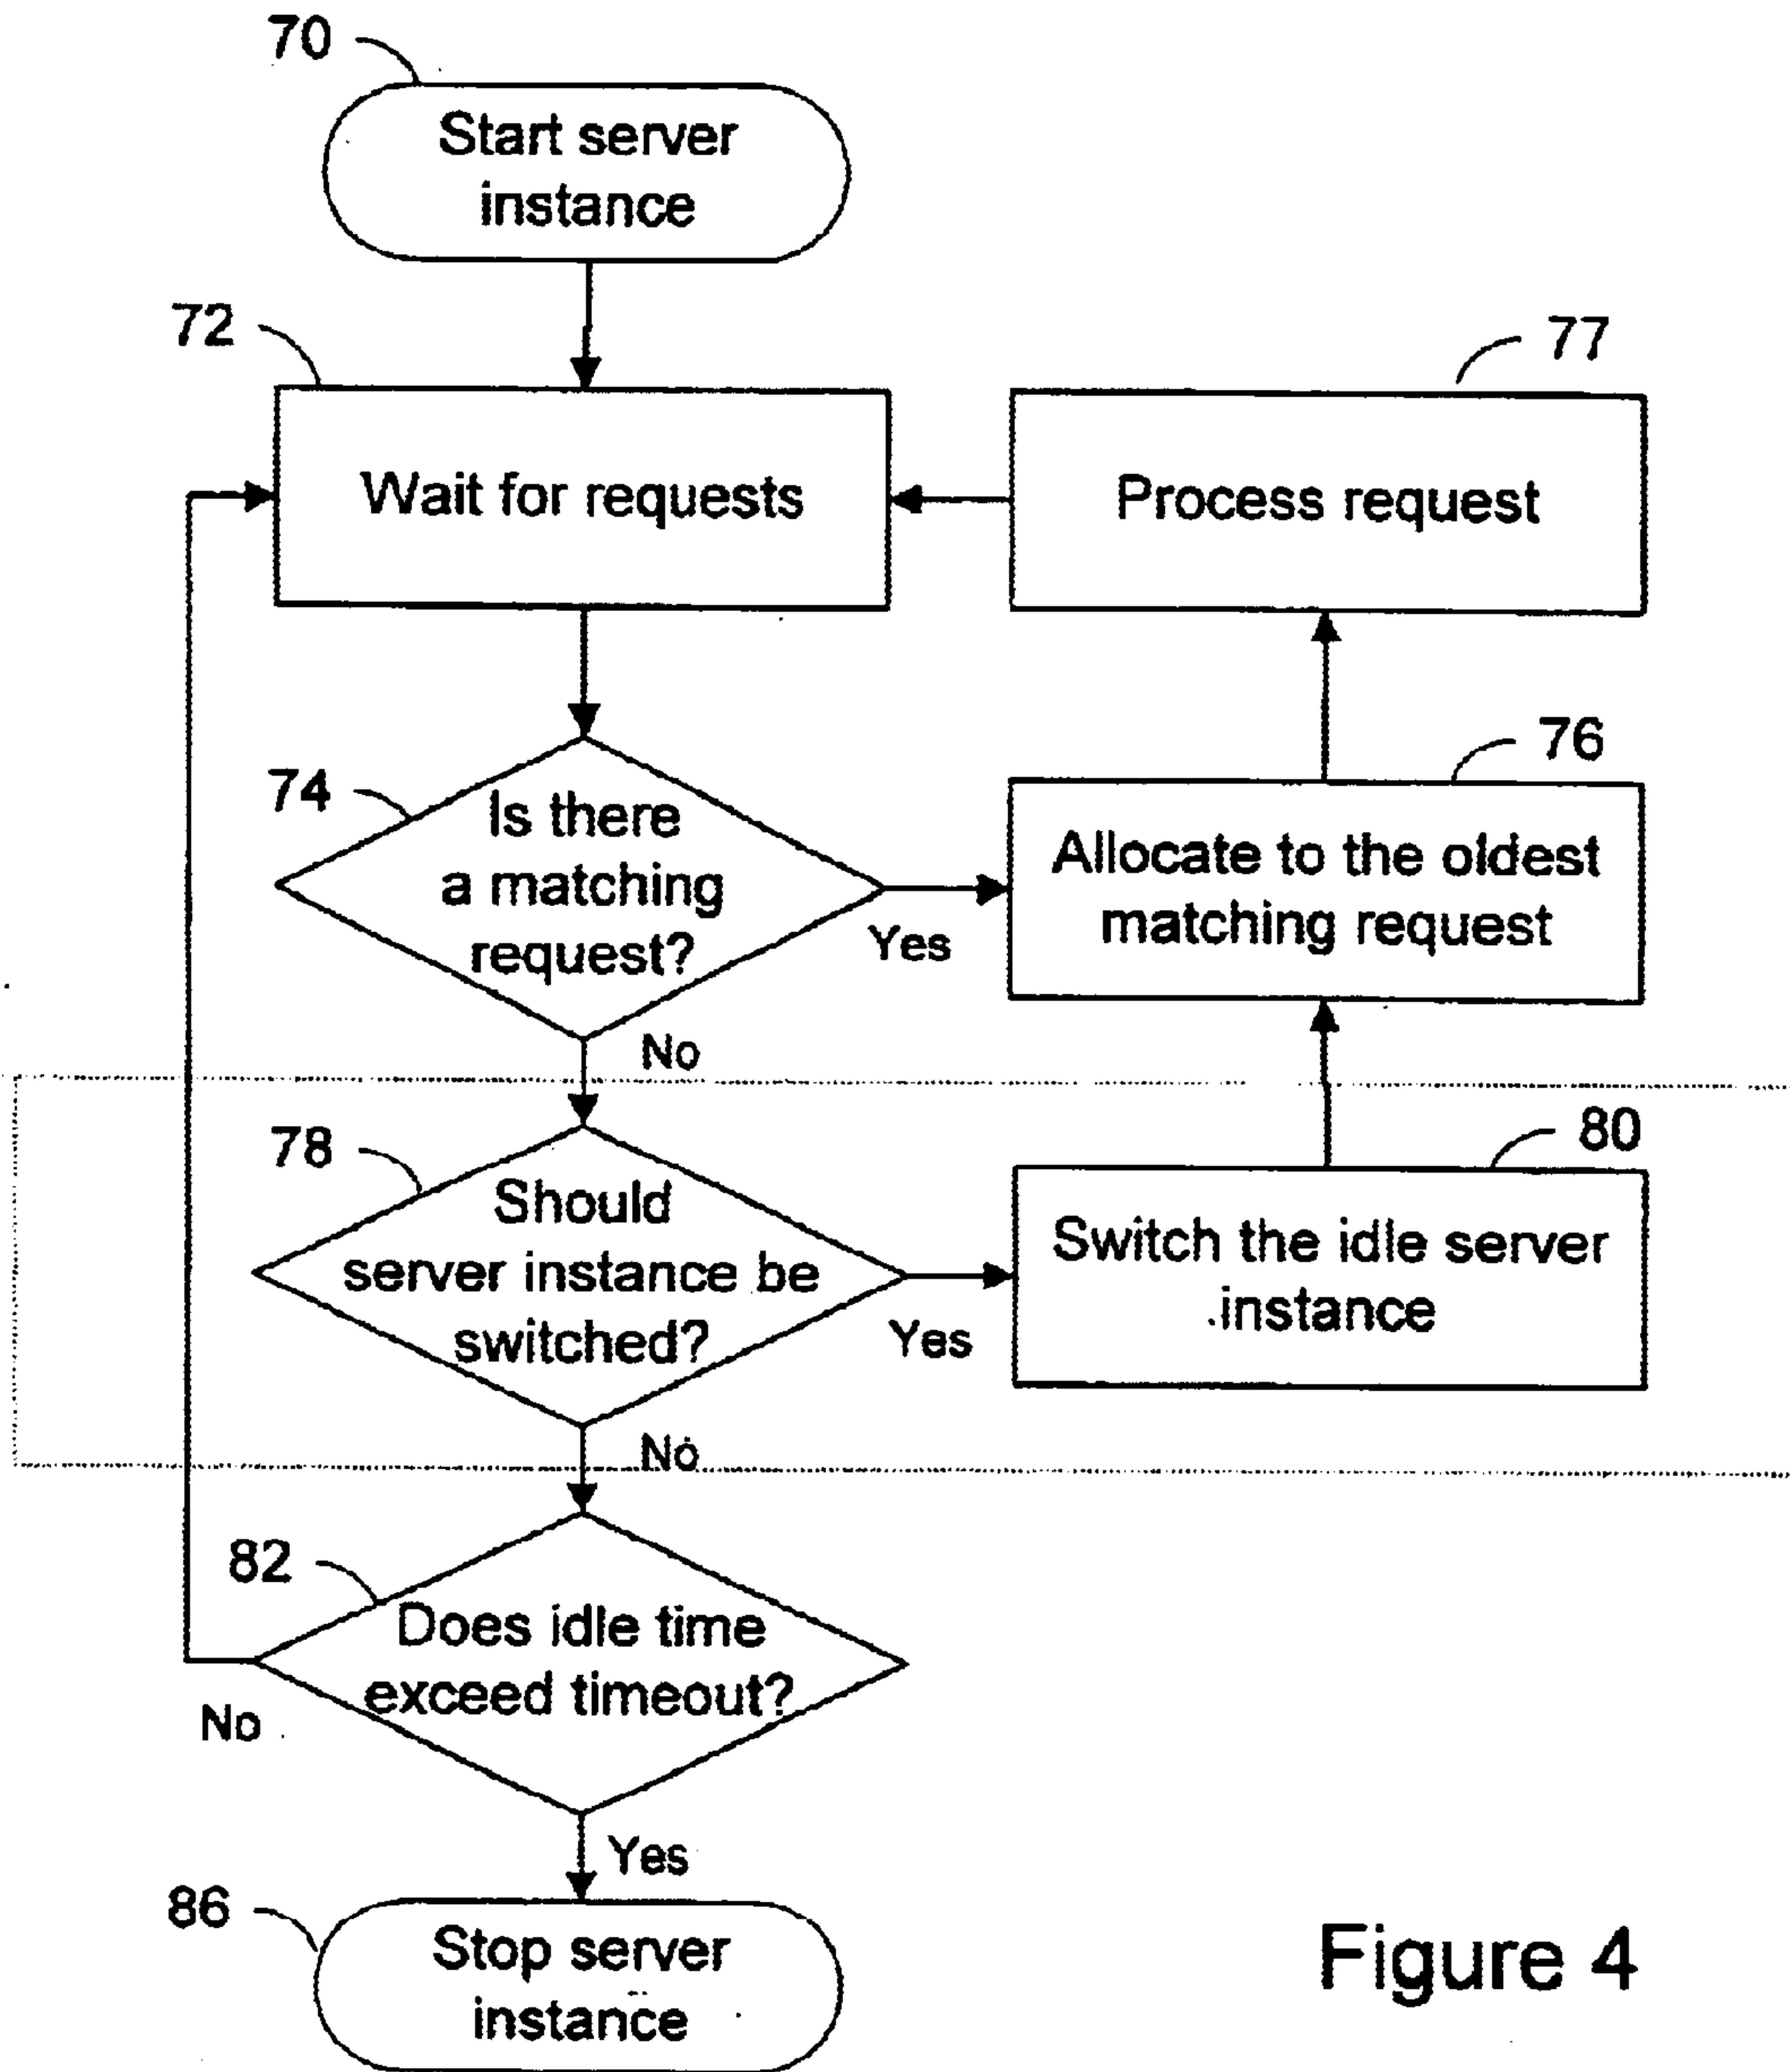 70
Start server
instance
72
Wait for requests
77
Process request
74
Is there
a matching
request?
Yes
No
76
Allocate to the oldest
matching request
78
Should
server instance be
switched?
Yes
No
80
Switch the idle server
instance
82
Does idle time
exceed timeout?
No
Yes
86
Stop server
instance
Figure 4